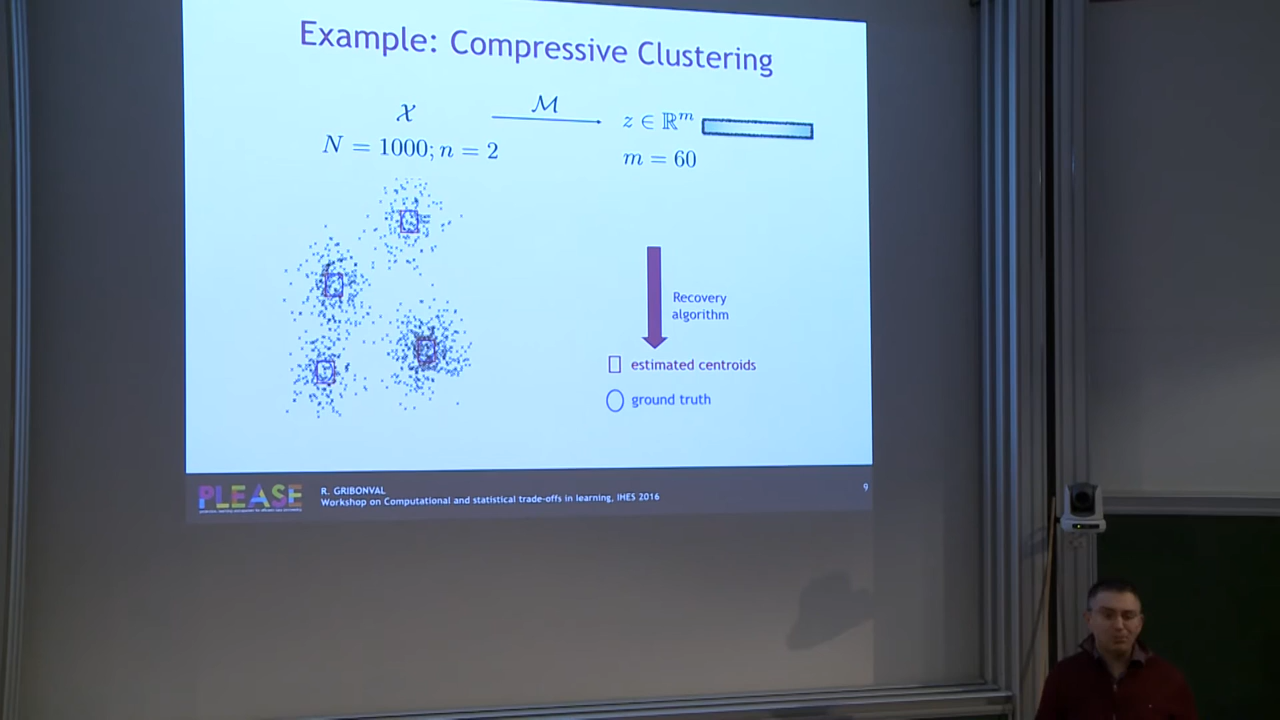 Example: Compressive Clustering
𝒳
ℳ
z ∈ ℝᵐ
N = 1000; n = 2
m = 60
Recovery
algorithm
estimated centroids
ground truth
PLEASE
R. GRIBONVAL
Workshop on Computational and statistical trade-offs in learning, IHES 2016
9